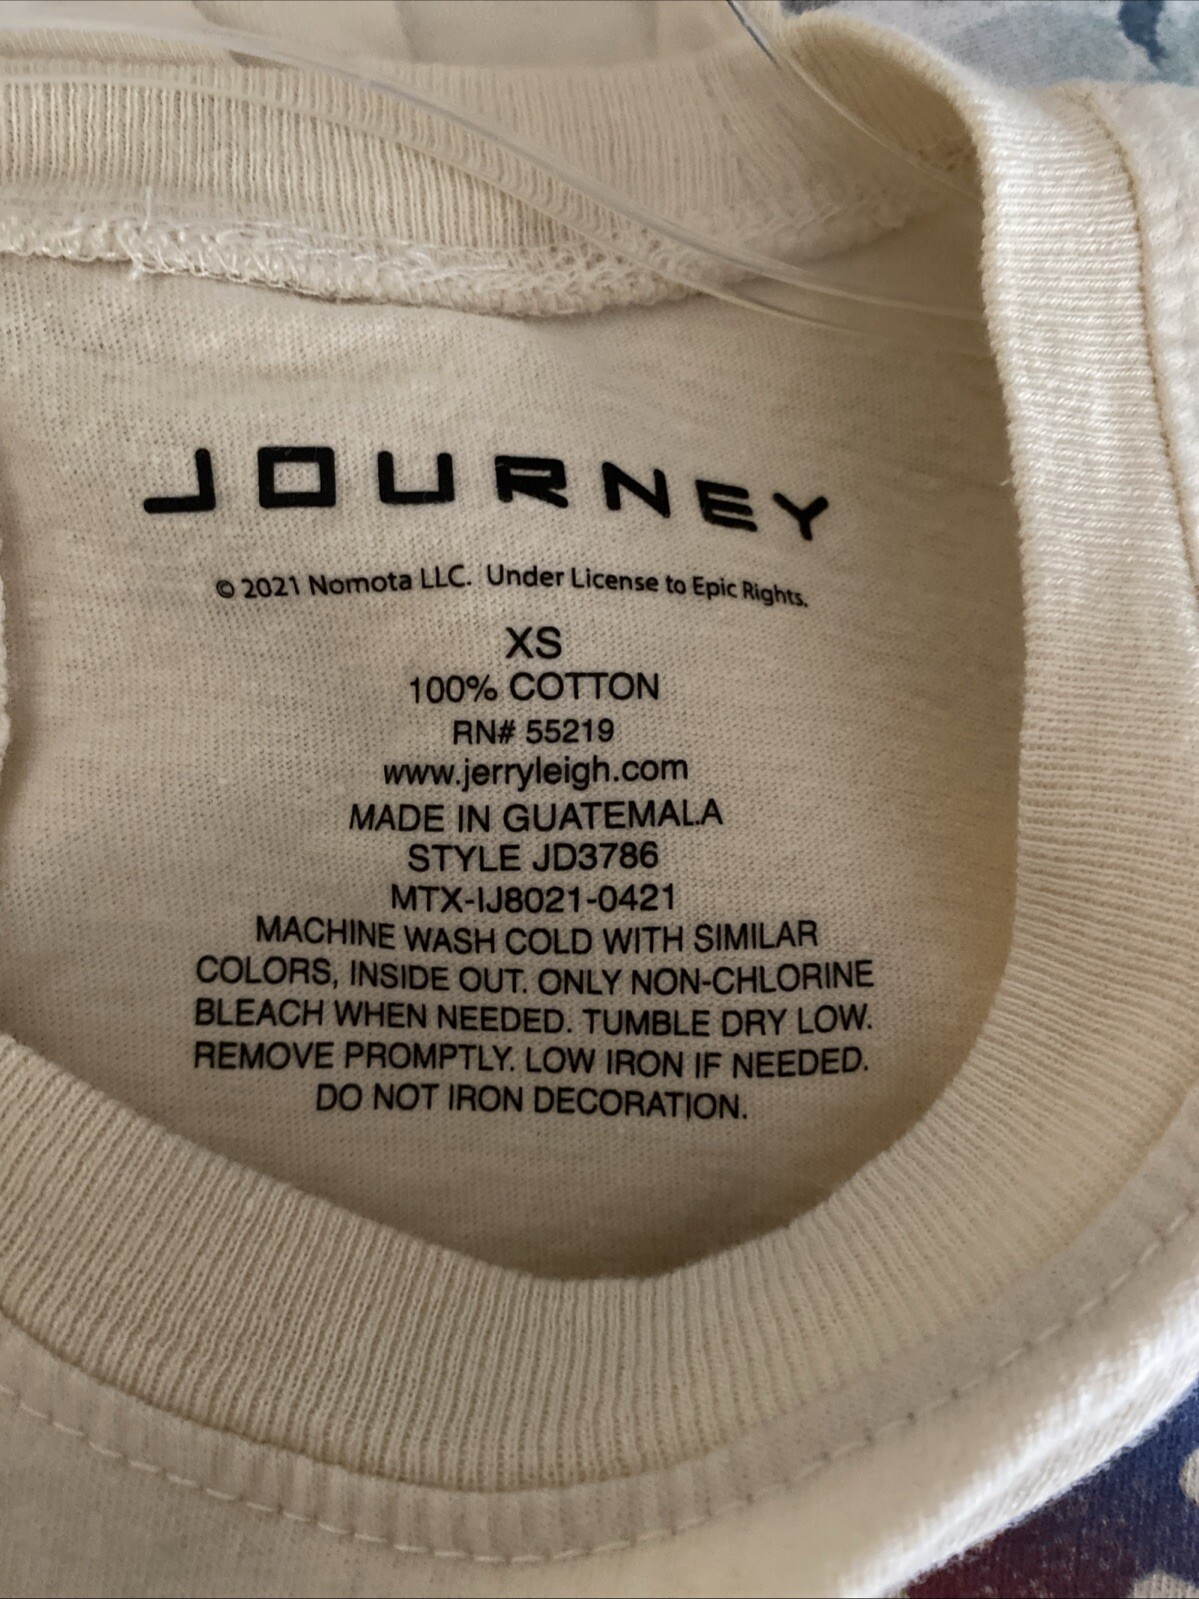 JOURNEY
© 2021 Nomota LLC. Under License to Epic Rights.
XS
100% COTTON
RN# 55219
www.jerryleigh.com
MADE IN GUATEMALA
STYLE JD3786
MTX-IJ8021-0421
MACHINE WASH COLD WITH SIMILAR
COLORS, INSIDE OUT. ONLY NON-CHLORINE
BLEACH WHEN NEEDED. TUMBLE DRY LOW.
REMOVE PROMPTLY. LOW IRON IF NEEDED.
DO NOT IRON DECORATION.